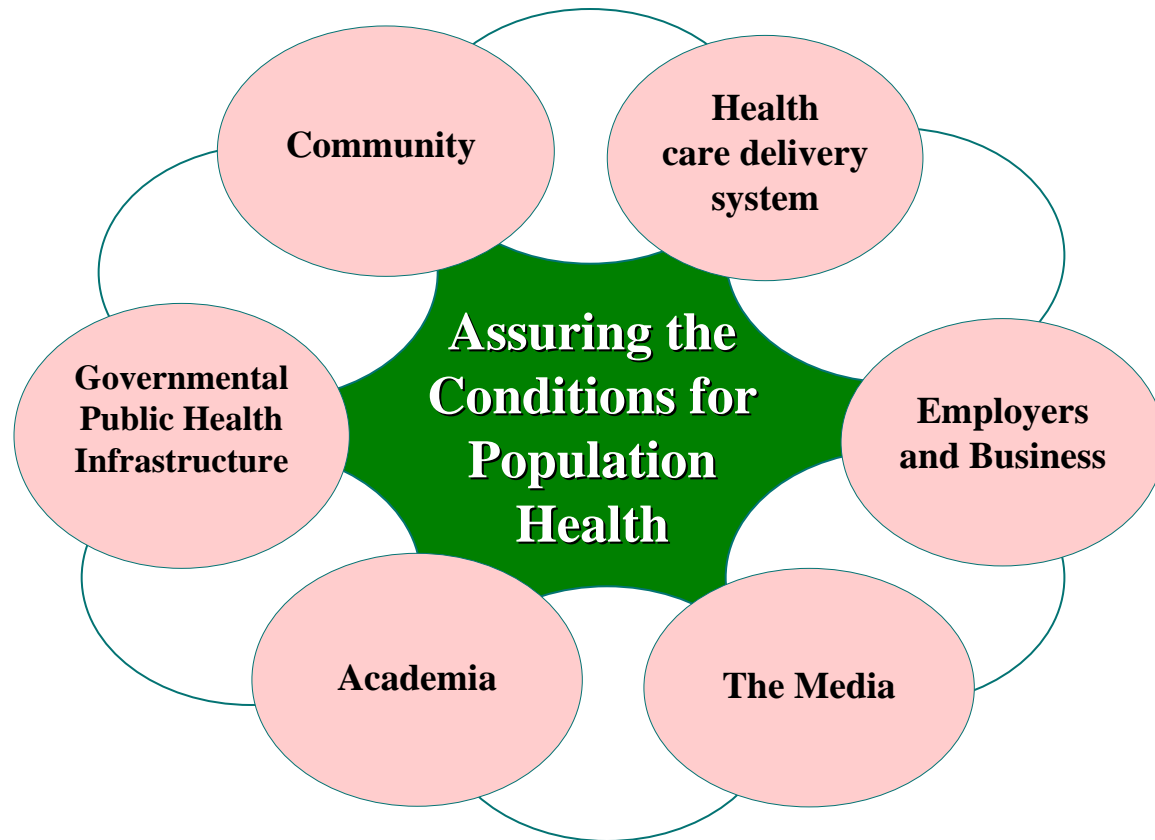 Community
Health
care delivery
system
Governmental
Public Health
Infrastructure
Assuring the
Conditions for
Population
Health
Employers
and Business
Academia
The Media